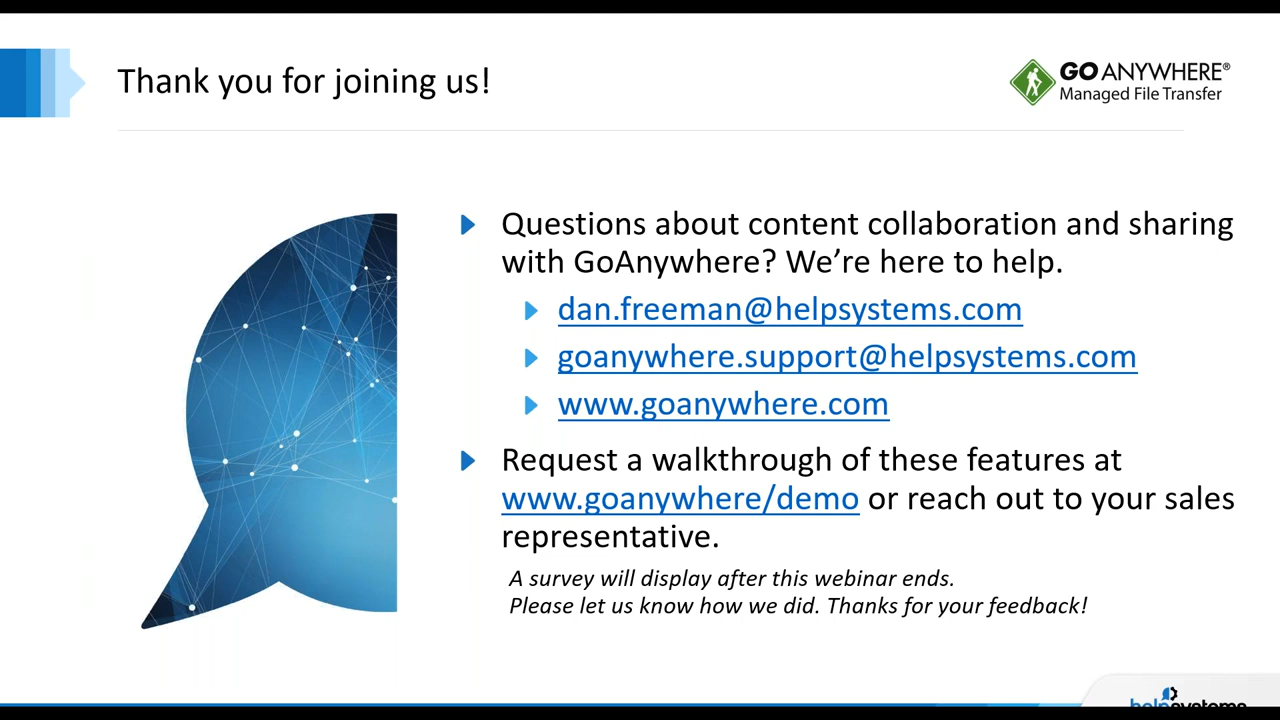 Thank you for joining us!
GO ANYWHERE®
Managed File Transfer
Questions about content collaboration and sharing
with GoAnywhere? We’re here to help.
dan.freeman@helpsystems.com
goanywhere.support@helpsystems.com
www.goanywhere.com
Request a walkthrough of these features at
www.goanywhere/demo or reach out to your sales
representative.
A survey will display after this webinar ends.
Please let us know how we did. Thanks for your feedback!
helpsystems